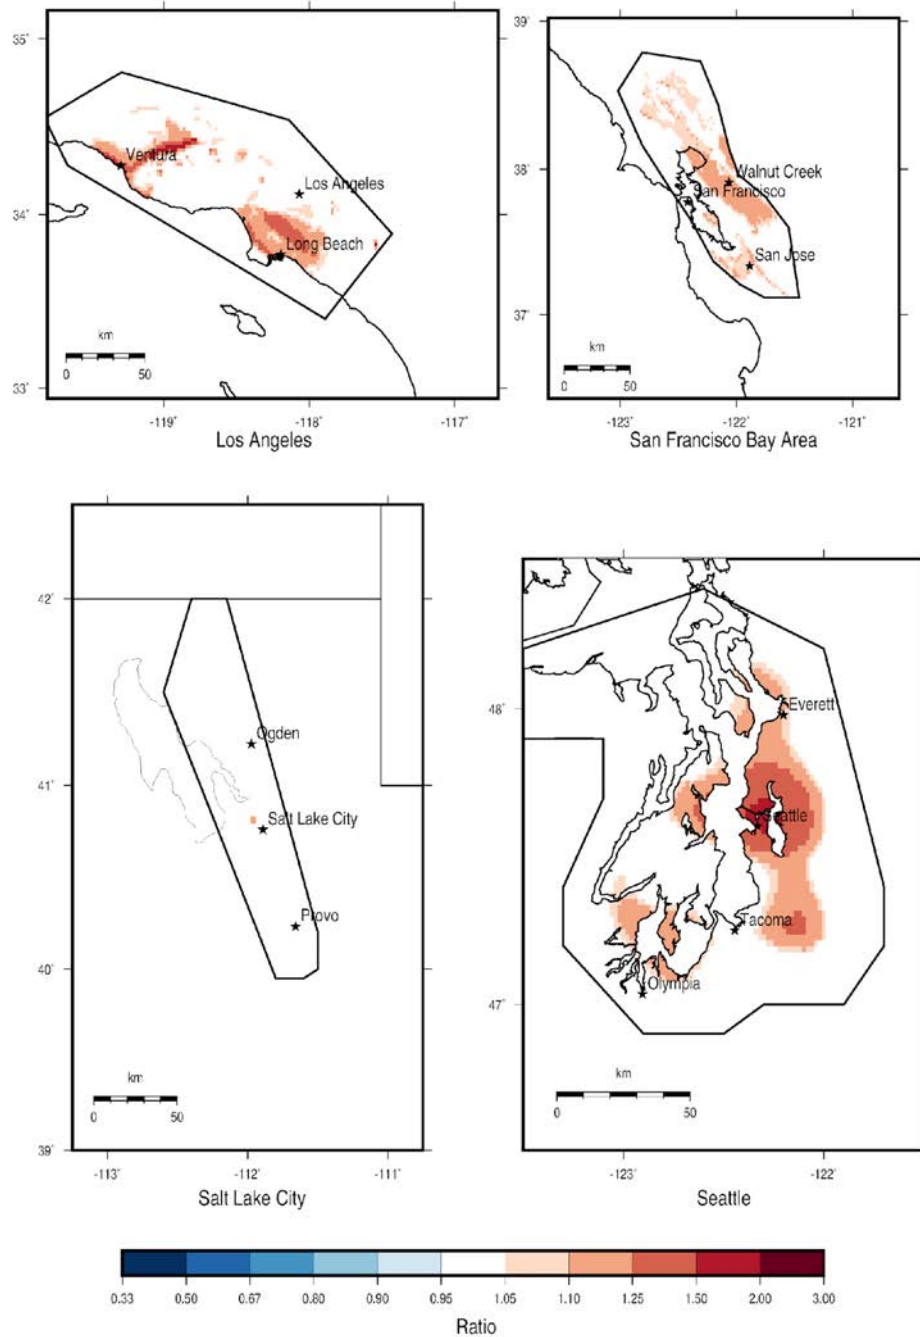 35˚
34˚
33˚
Ventura
Los Angeles
Long Beach
km
0 50
-119˚ -118˚ -117˚
Los Angeles
39˚
38˚
37˚
Walnut Creek
San Francisco
San Jose
km
0 50
-123˚ -122˚ -121˚
San Francisco Bay Area
42˚
41˚
40˚
39˚
Ogden
Salt Lake City
Provo
km
0 50
-113˚ -112˚ -111˚
Salt Lake City
48˚
47˚
Everett
Seattle
Tacoma
Olympia
km
0 50
-123˚ -122˚
Seattle
0.33 0.50 0.67 0.80 0.90 0.95 1.05 1.10 1.25 1.50 2.00 3.00
Ratio